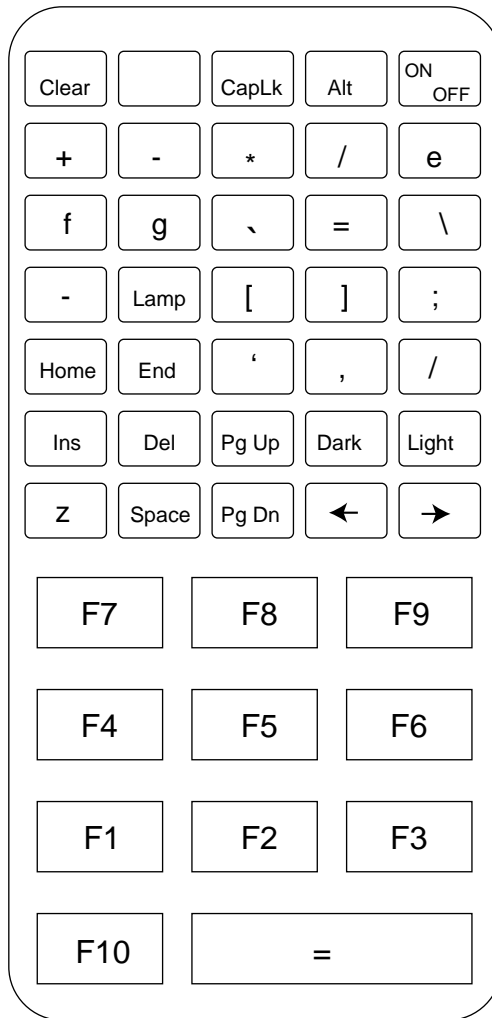 Clear CapLk Alt ON OFF
+ - * / e
f g ` = \
- Lamp [ ] ;
Home End ‘ , /
Ins Del Pg Up Dark Light
z Space Pg Dn ← →
F7 F8 F9
F4 F5 F6
F1 F2 F3
F10 =